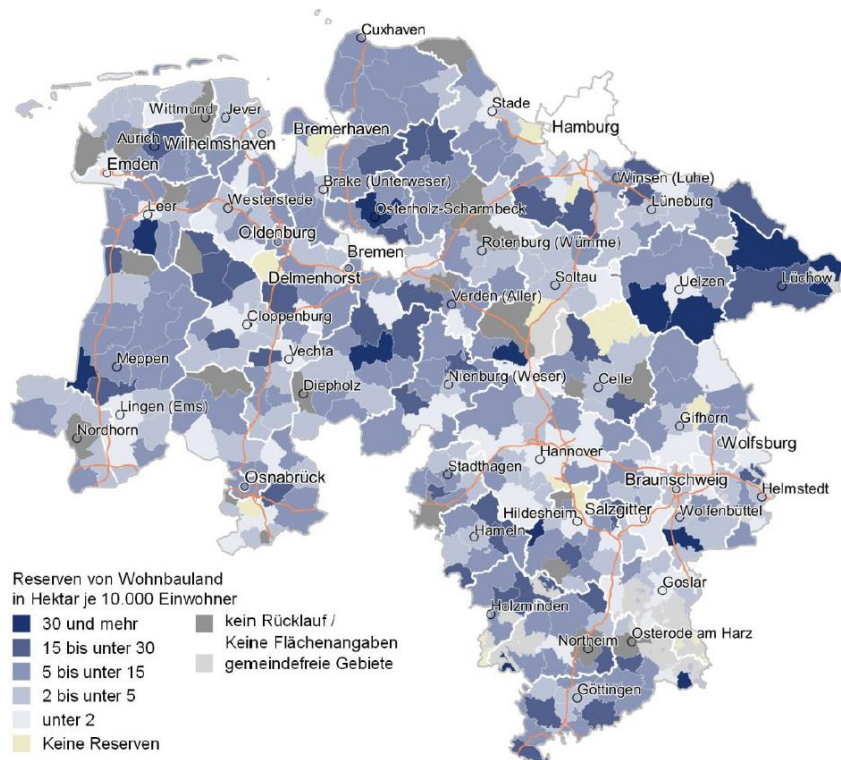 Cuxhaven
Stade
Wittmund
Jever
Hamburg
Bremerhaven
Aurich
Wilhelmshaven
Emden
Winsen (Luhe)
Brake (Unterweser)
Leer
Westerstede
Osterholz-Scharmbeck
Lüneburg
Oldenburg
Rotenburg (Wümme)
Bremen
Soltau
Delmenhorst
Uelzen
Lüchow
Verden (Aller)
Cloppenburg
Vechta
Meppen
Nienburg (Weser)
Celle
Diepholz
Lingen (Ems)
Gifhorn
Nordhorn
Wolfsburg
Hannover
Stadthagen
Braunschweig
Osnabrück
Helmstedt
Hildesheim
Salzgitter
Wolfenbüttel
Hameln
Goslar
Holzminden
Northeim
Osterode am Harz
Göttingen
Reserven von Wohnbauland
in Hektar je 10.000 Einwohner
30 und mehr
15 bis unter 30
5 bis unter 15
2 bis unter 5
unter 2
Keine Reserven
kein Rücklauf /
Keine Flächenangaben
gemeindefreie Gebiete